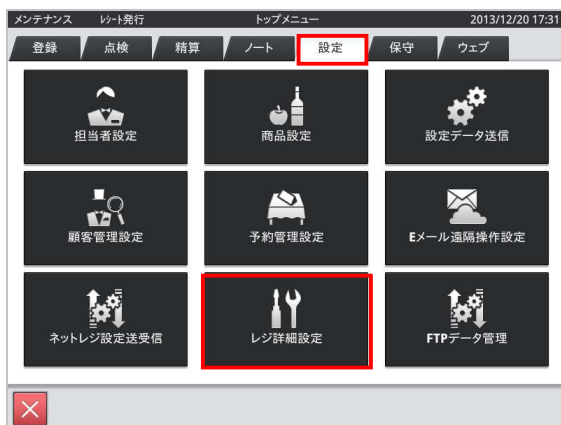 メンテナンス ﾚｼｰﾄ発行 トップメニュー 2013/12/20 17:31
登録 点検 精算 ノート 設定 保守 ウェブ
担当者設定 商品設定 設定データ送信
顧客管理設定 予約管理設定 Eメール遠隔操作設定
ネットレジ設定送受信 レジ詳細設定 FTPデータ管理